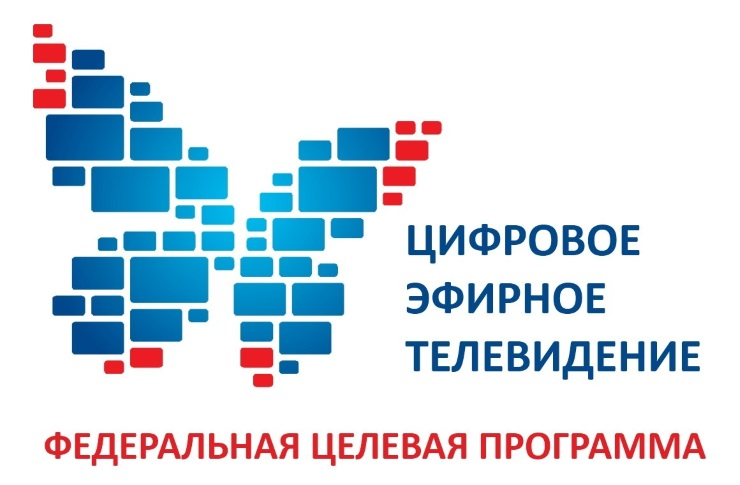 ЦИФРОВОЕ
ЭФИРНОЕ
ТЕЛЕВИДЕНИЕ
ФЕДЕРАЛЬНАЯ ЦЕЛЕВАЯ ПРОГРАММА